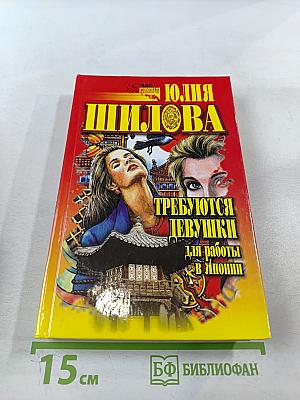 ЮЛИЯ
ШИЛОВА
ТРЕБУЮТСЯ
ДЕВУШКИ
для работы
в Японии
15 см
БФ БИБЛИОФАН